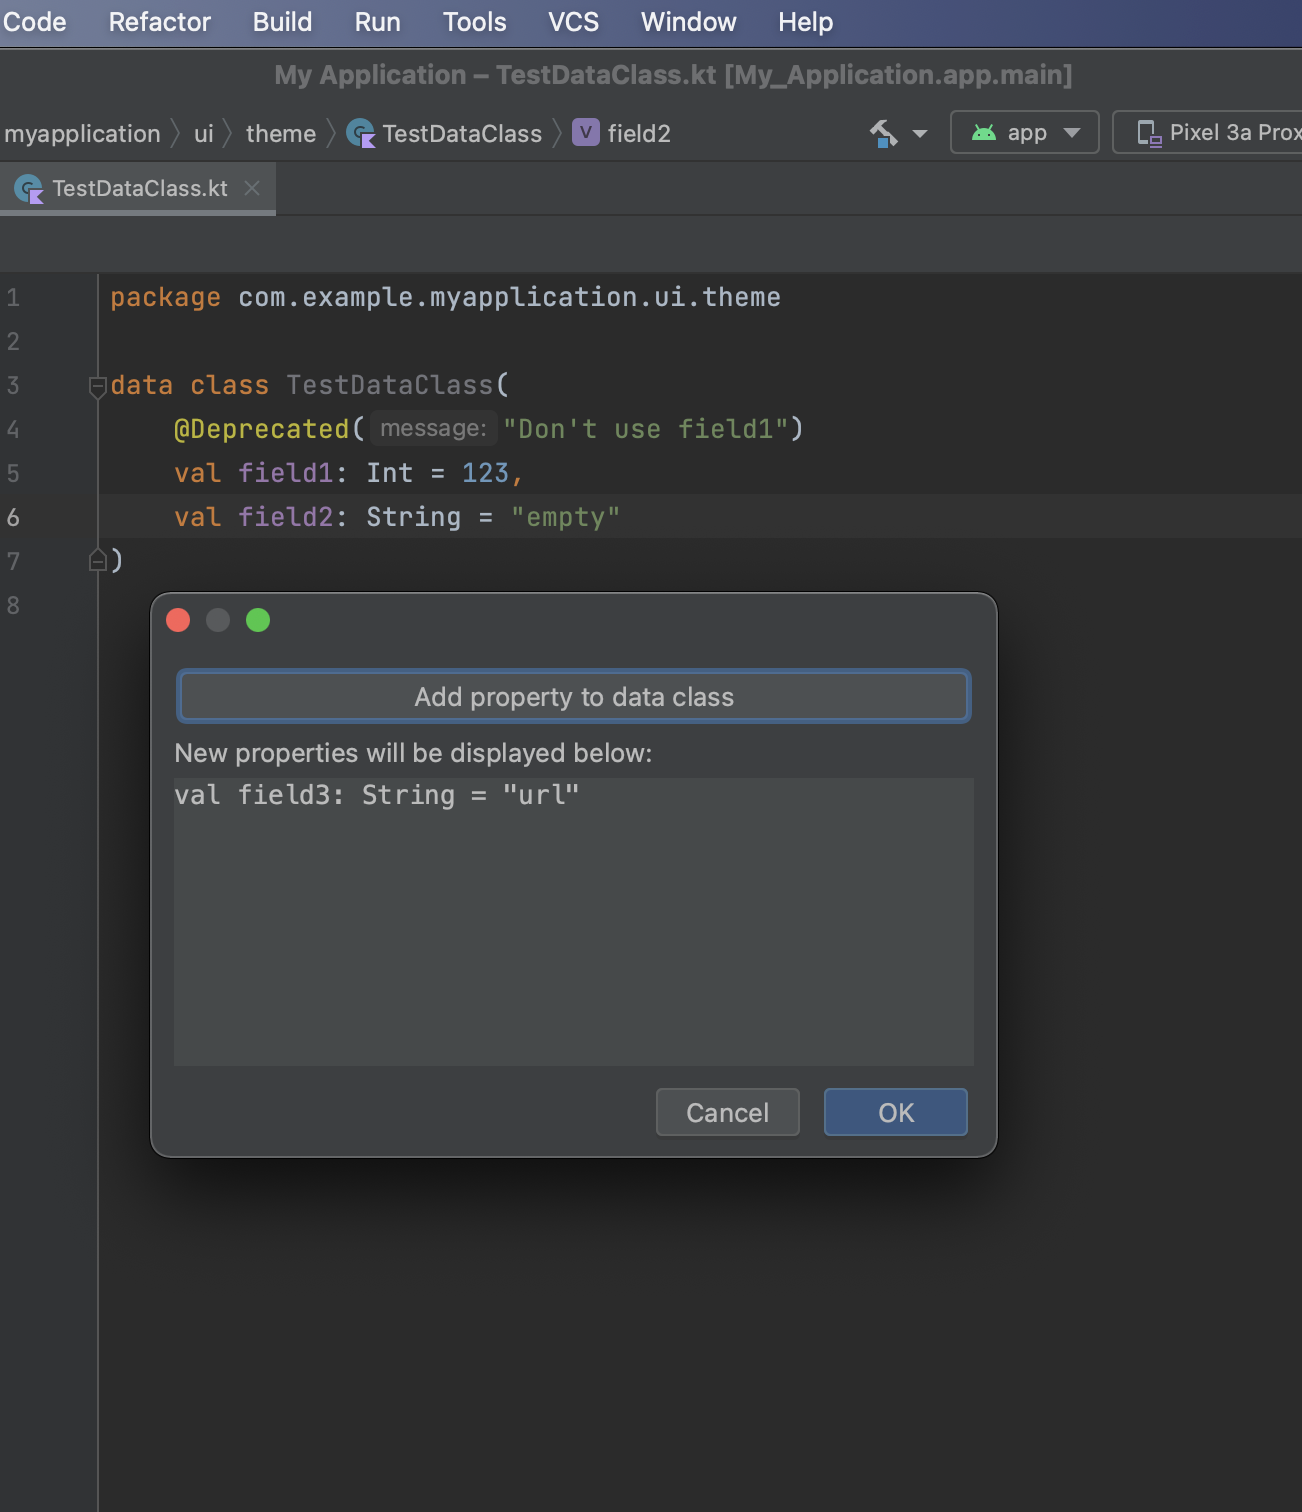 Code Refactor Build Run Tools VCS Window Help
My Application – TestDataClass.kt [My_Application.app.main]
myapplication ui theme TestDataClass V field2 app Pixel 3a Prox
TestDataClass.kt
1 package com.example.myapplication.ui.theme
2
3 data class TestDataClass(
4 @Deprecated( message: "Don't use field1")
5 val field1: Int = 123,
6 val field2: String = "empty"
7 )
8
Add property to data class
New properties will be displayed below:
val field3: String = "url"
Cancel OK